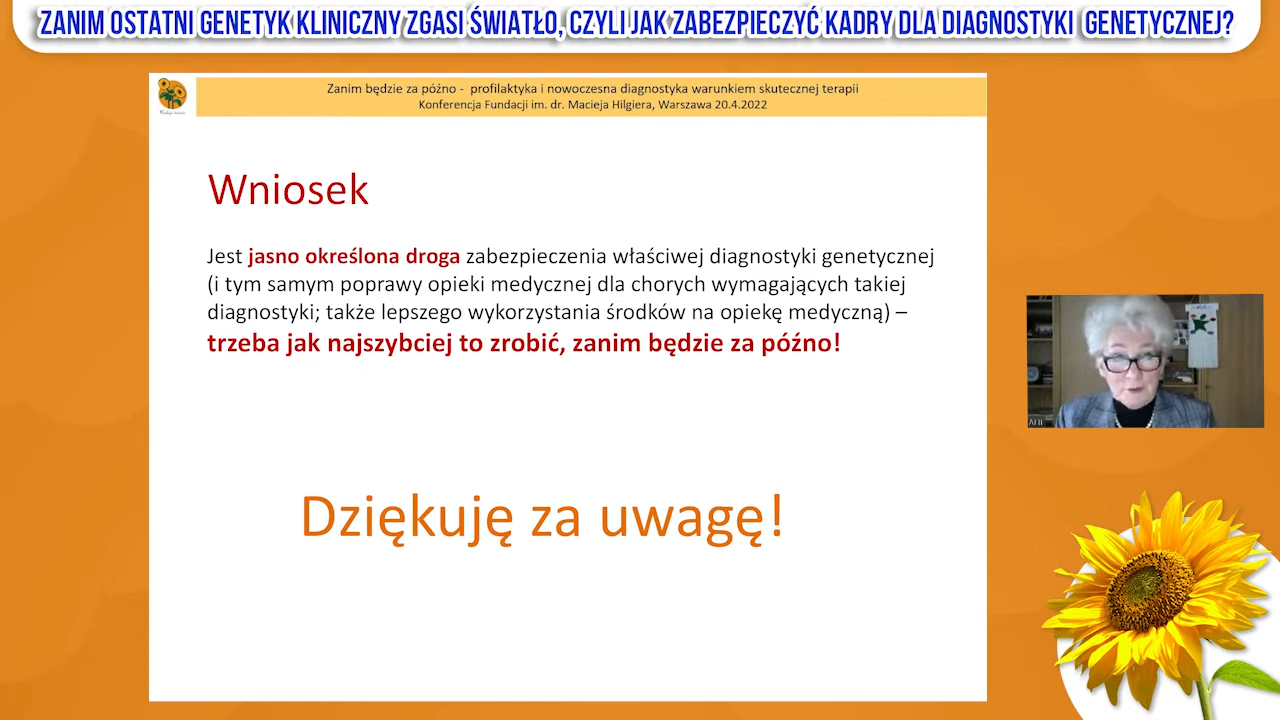 ZANIM OSTATNI GENETYK KLINICZNY ZGASI ŚWIATŁO, CZYLI JAK ZABEZPIECZYĆ KADRY DLA DIAGNOSTYKI GENETYCZNEJ?
Zanim będzie za późno - profilaktyka i nowoczesna diagnostyka warunkiem skutecznej terapii
Konferencja Fundacji im. dr. Macieja Hilgiera, Warszawa 20.4.2022
Wniosek
Jest jasno określona droga zabezpieczenia właściwej diagnostyki genetycznej
(i tym samym poprawy opieki medycznej dla chorych wymagających takiej
diagnostyki; także lepszego wykorzystania środków na opiekę medyczną) –
trzeba jak najszybciej to zrobić, zanim będzie za późno!
Dziękuję za uwagę!